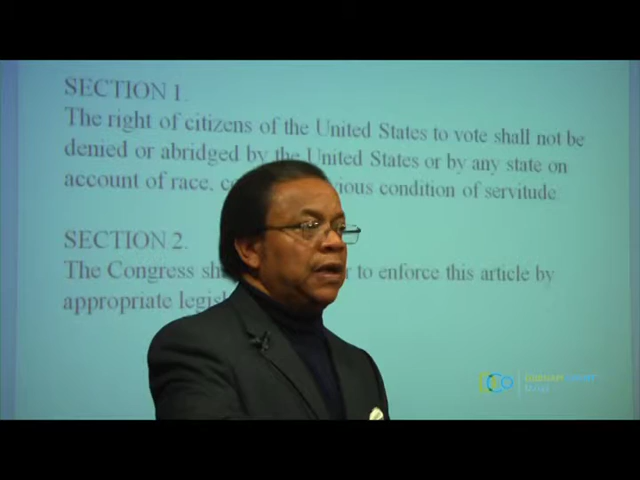 SECTION 1.
The right of citizens of the United States to vote shall not be
denied or abridged by the United States or by any state on
account of race, condition of servitude.
SECTION 2.
The Congress to enforce this article by
appropriate